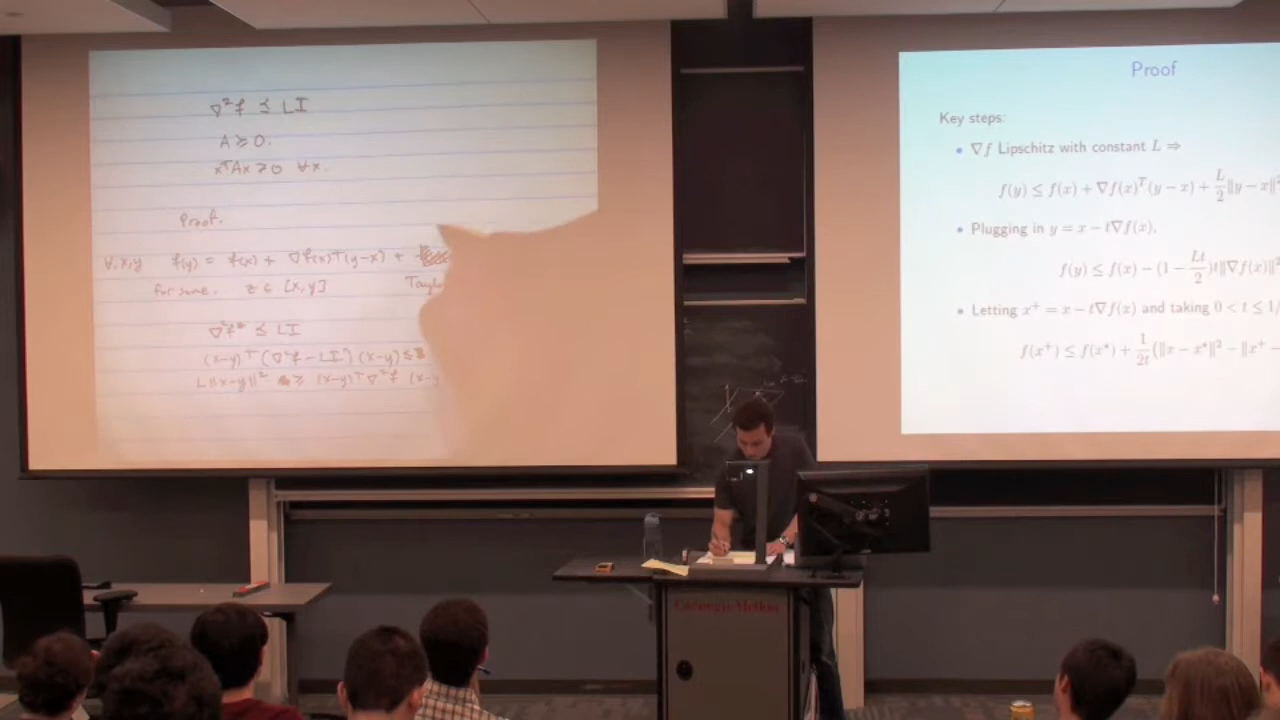 ∇²f ⪯ LI
A ≽ 0.
xᵀAx ≥ 0 ∀x.
Proof.
∀x,y f(y) = f(x) + ∇f(x)ᵀ(y-x) +
for some z ∈ [x,y] Taylo
∇²f ⪯ LI
(x-y)ᵀ(∇²f - LI)(x-y) ≤
L||x-y||² ≥ (x-y)ᵀ∇²f (x-y
Proof
Key steps:
• ∇f Lipschitz with constant L ⇒
f(y) ≤ f(x) + ∇f(x)ᵀ(y − x) + L/2 ‖y − x‖²
• Plugging in y = x − t∇f(x),
f(y) ≤ f(x) − (1 − Lt/2)t‖∇f(x)‖²
• Letting x⁺ = x − t∇f(x) and taking 0 < t ≤ 1/
f(x⁺) ≤ f(x*) + 1/2t (‖x − x*‖² − ‖x⁺ −
Carnegie Mellon